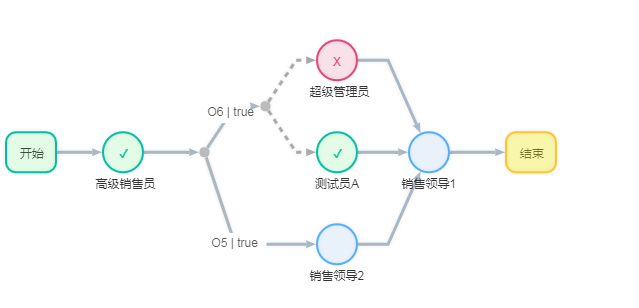 X
超级管理员
O6 | true
开始
✓
高级销售员
✓
测试员A
销售领导1
结束
O5 | true
销售领导2